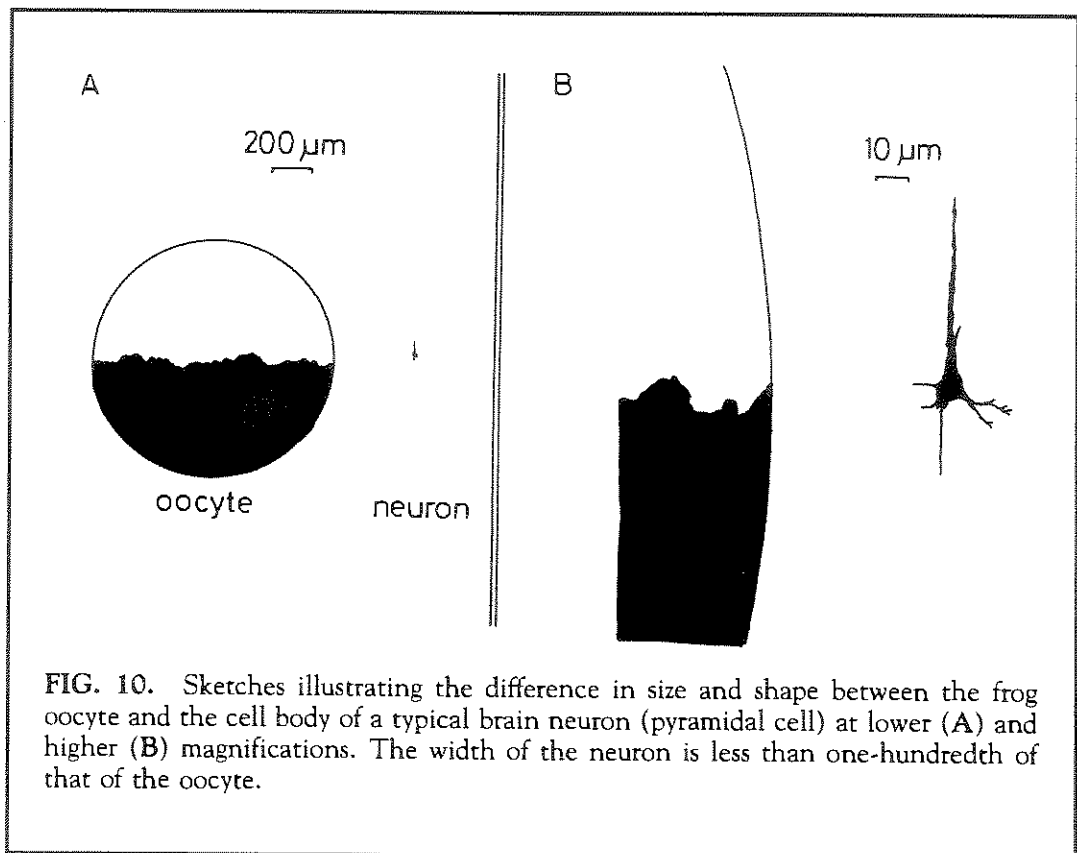 A
200 µm
oocyte
neuron
B
10 µm
FIG. 10. Sketches illustrating the difference in size and shape between the frog
oocyte and the cell body of a typical brain neuron (pyramidal cell) at lower (A) and
higher (B) magnifications. The width of the neuron is less than one-hundredth of
that of the oocyte.